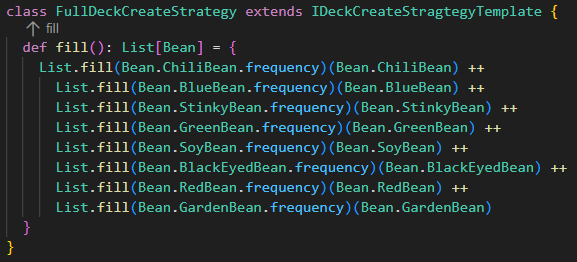 class FullDeckCreateStrategy extends IDeckCreateStragtegyTemplate {
↑ fill
def fill(): List[Bean] = {
List.fill(Bean.ChiliBean.frequency)(Bean.ChiliBean) ++
List.fill(Bean.BlueBean.frequency)(Bean.BlueBean) ++
List.fill(Bean.StinkyBean.frequency)(Bean.StinkyBean) ++
List.fill(Bean.GreenBean.frequency)(Bean.GreenBean) ++
List.fill(Bean.SoyBean.frequency)(Bean.SoyBean) ++
List.fill(Bean.BlackEyedBean.frequency)(Bean.BlackEyedBean) ++
List.fill(Bean.RedBean.frequency)(Bean.RedBean) ++
List.fill(Bean.GardenBean.frequency)(Bean.GardenBean)
}
}